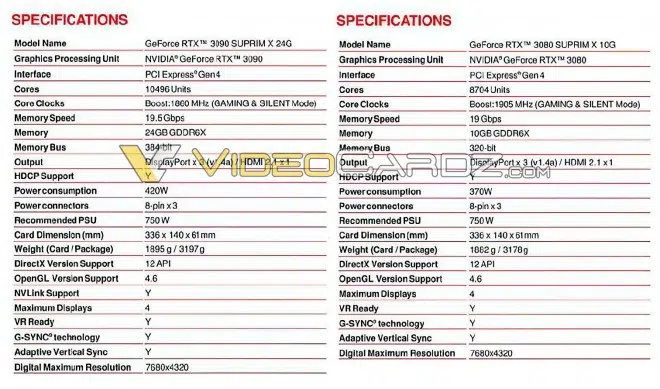 SPECIFICATIONS
Model Name GeForce RTX™ 3090 SUPRIM X 24G
Graphics Processing Unit NVIDIA® GeForce RTX™ 3090
Interface PCI Express® Gen4
Cores 10496 Units
Core Clocks Boost:1860 MHz (GAMING & SILENT Mode)
Memory Speed 19.5Gbps
Memory 24GB GDDR6X
Memory Bus 384-bit
Output DisplayPort x 3 (v1.4a) / HDMI 2.1 x 1
HDCP Support Y
Power consumption 420W
Power connectors 8-pin x 3
Recommended PSU 750 W
Card Dimension (mm) 336 x 140 x 61mm
Weight (Card / Package) 1895 g / 3197g
DirectX Version Support 12 API
OpenGL Version Support 4.6
NVLink Support Y
Maximum Displays 4
VR Ready Y
G-SYNC® technology Y
Adaptive Vertical Sync Y
Digital Maximum Resolution 7680x4320
SPECIFICATIONS
Model Name GeForce RTX™ 3080 SUPRIM X 10G
Graphics Processing Unit NVIDIA® GeForce RTX™ 3080
Interface PCI Express® Gen4
Cores 8704 Units
Core Clocks Boost:1905 MHz (GAMING & SILENT Mode)
Memory Speed 19 Gbps
Memory 10GB GDDR6X
Memory Bus 320-bit
Output DisplayPort x 3 (v1.4a) / HDMI 2.1 x 1
HDCP Support Y
Power consumption 370W
Power connectors 8-pin x 3
Recommended PSU 750 W
Card Dimension (mm) 336 x 140 x 61mm
Weight (Card / Package) 1882 g / 3178g
DirectX Version Support 12 API
OpenGL Version Support 4.6
Maximum Displays 4
VR Ready Y
G-SYNC® technology Y
Adaptive Vertical Sync Y
Digital Maximum Resolution 7680x4320
VIDEOCARDZ.COM